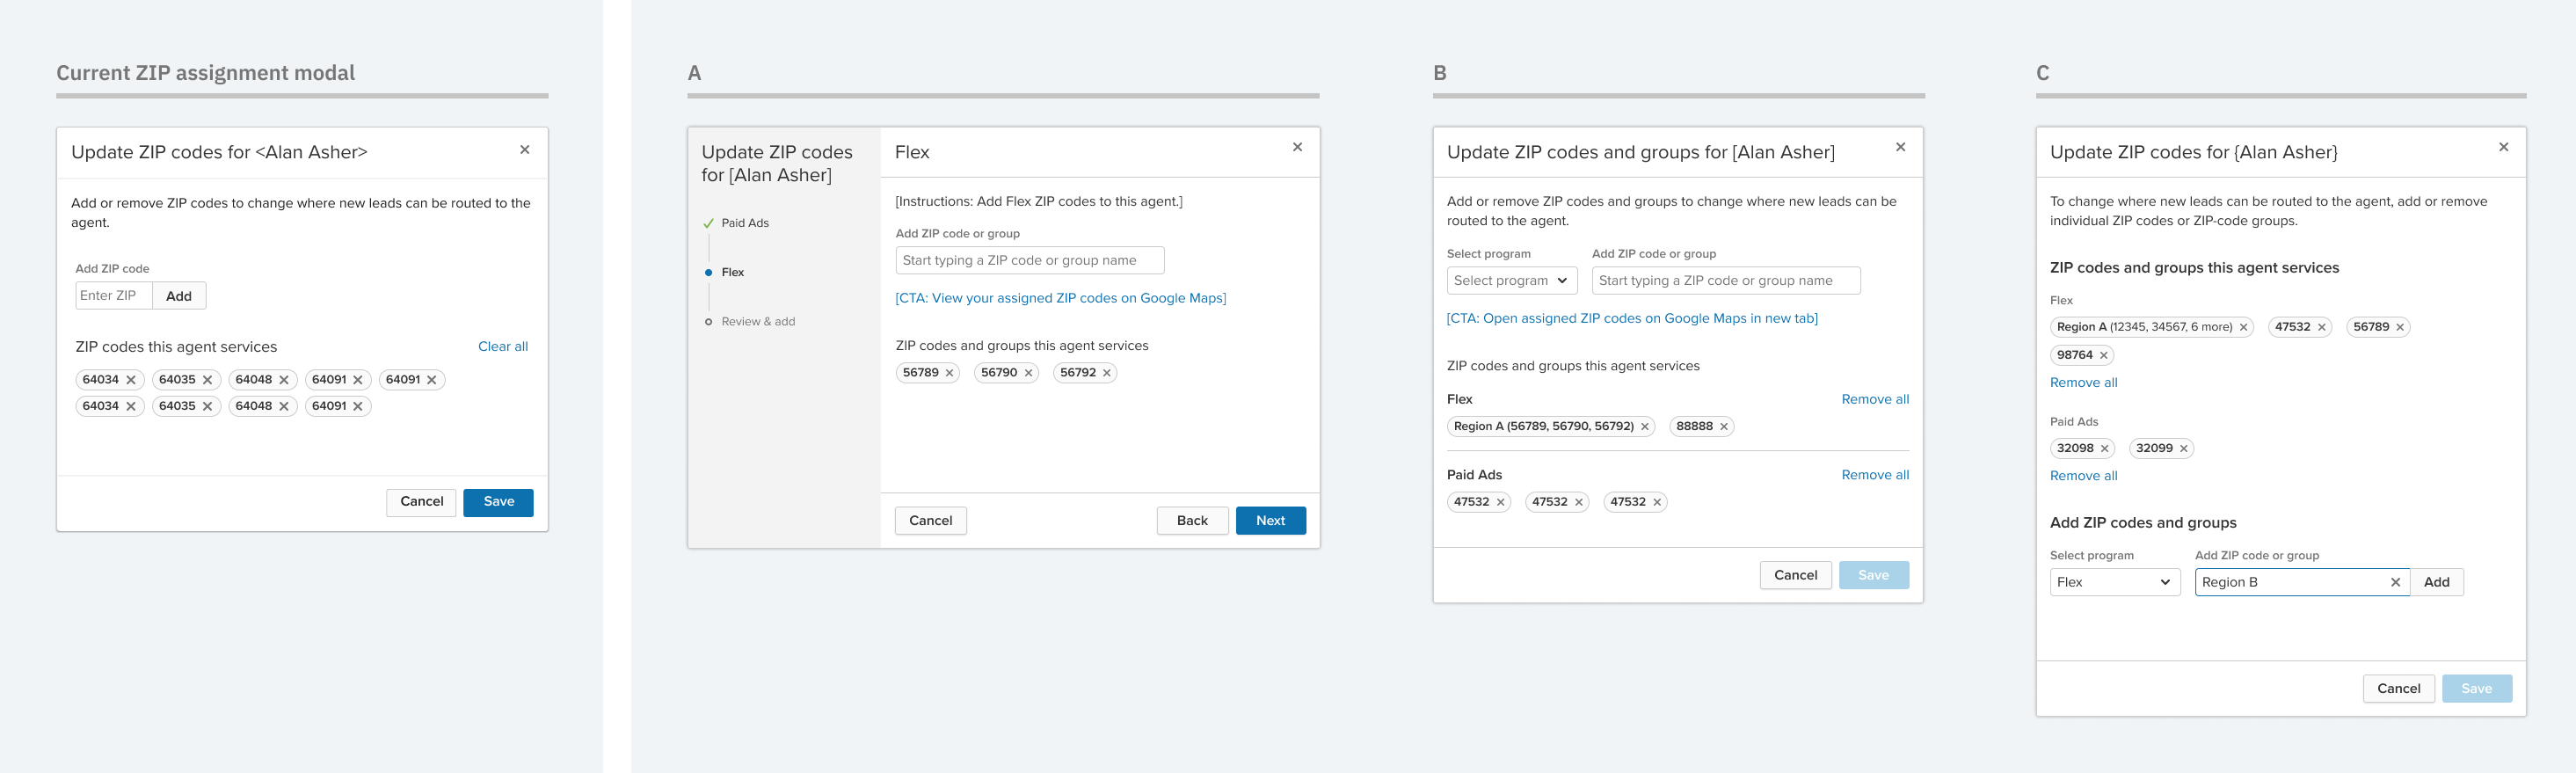 Current ZIP assignment modal
Update ZIP codes for <Alan Asher>
Add or remove ZIP codes to change where new leads can be routed to the
agent.
Add ZIP code
Enter ZIP Add
ZIP codes this agent services Clear all
64034 64035 64048 64091 64091
64034 64035 64048 64091
Cancel Save
A
Update ZIP codes
for [Alan Asher]
Paid Ads
Flex
Review & add
Flex
[Instructions: Add Flex ZIP codes to this agent.]
Add ZIP code or group
Start typing a ZIP code or group name
[CTA: View your assigned ZIP codes on Google Maps]
ZIP codes and groups this agent services
56789 56790 56792
Cancel Back Next
B
Update ZIP codes and groups for [Alan Asher]
Add or remove ZIP codes and groups to change where new leads can be
routed to the agent.
Select program Add ZIP code or group
Select program Start typing a ZIP code or group name
[CTA: Open assigned ZIP codes on Google Maps in new tab]
ZIP codes and groups this agent services
Flex Remove all
Region A (56789, 56790, 56792) 88888
Paid Ads Remove all
47532 47532 47532
Cancel Save
C
Update ZIP codes for {Alan Asher}
To change where new leads can be routed to the agent, add or remove
individual ZIP codes or ZIP-code groups.
ZIP codes and groups this agent services
Flex
Region A (12345, 34567, 6 more) 47532 56789
98764
Remove all
Paid Ads
32098 32099
Remove all
Add ZIP codes and groups
Select program Add ZIP code or group
Flex Region B Add
Cancel Save